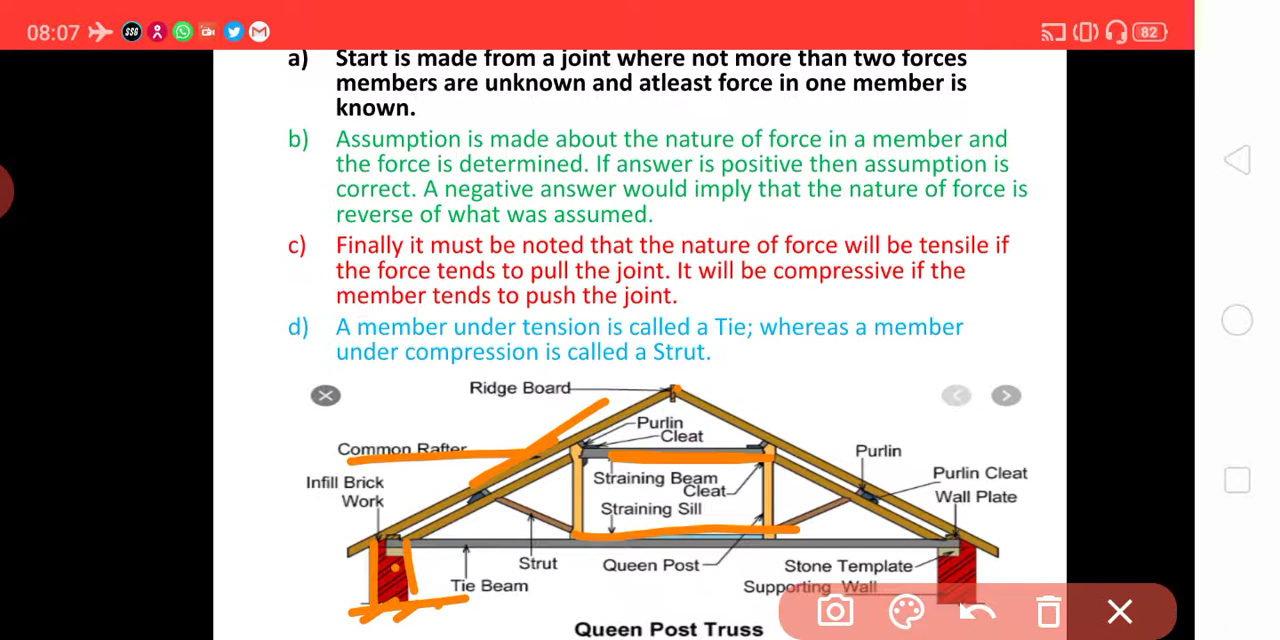 08:07 SSG 82
a) Start is made from a joint where not more than two forces
members are unknown and atleast force in one member is
known.
b) Assumption is made about the nature of force in a member and
the force is determined. If answer is positive then assumption is
correct. A negative answer would imply that the nature of force is
reverse of what was assumed.
c) Finally it must be noted that the nature of force will be tensile if
the force tends to pull the joint. It will be compressive if the
member tends to push the joint.
d) A member under tension is called a Tie; whereas a member
under compression is called a Strut.
Ridge Board
Purlin
Cleat
Common Rafter
Purlin
Infill Brick
Work
Straining Beam
Cleat
Purlin Cleat
Wall Plate
Straining Sill
Strut
Queen Post
Stone Template
Tie Beam
Supporting Wall
Queen Post Truss